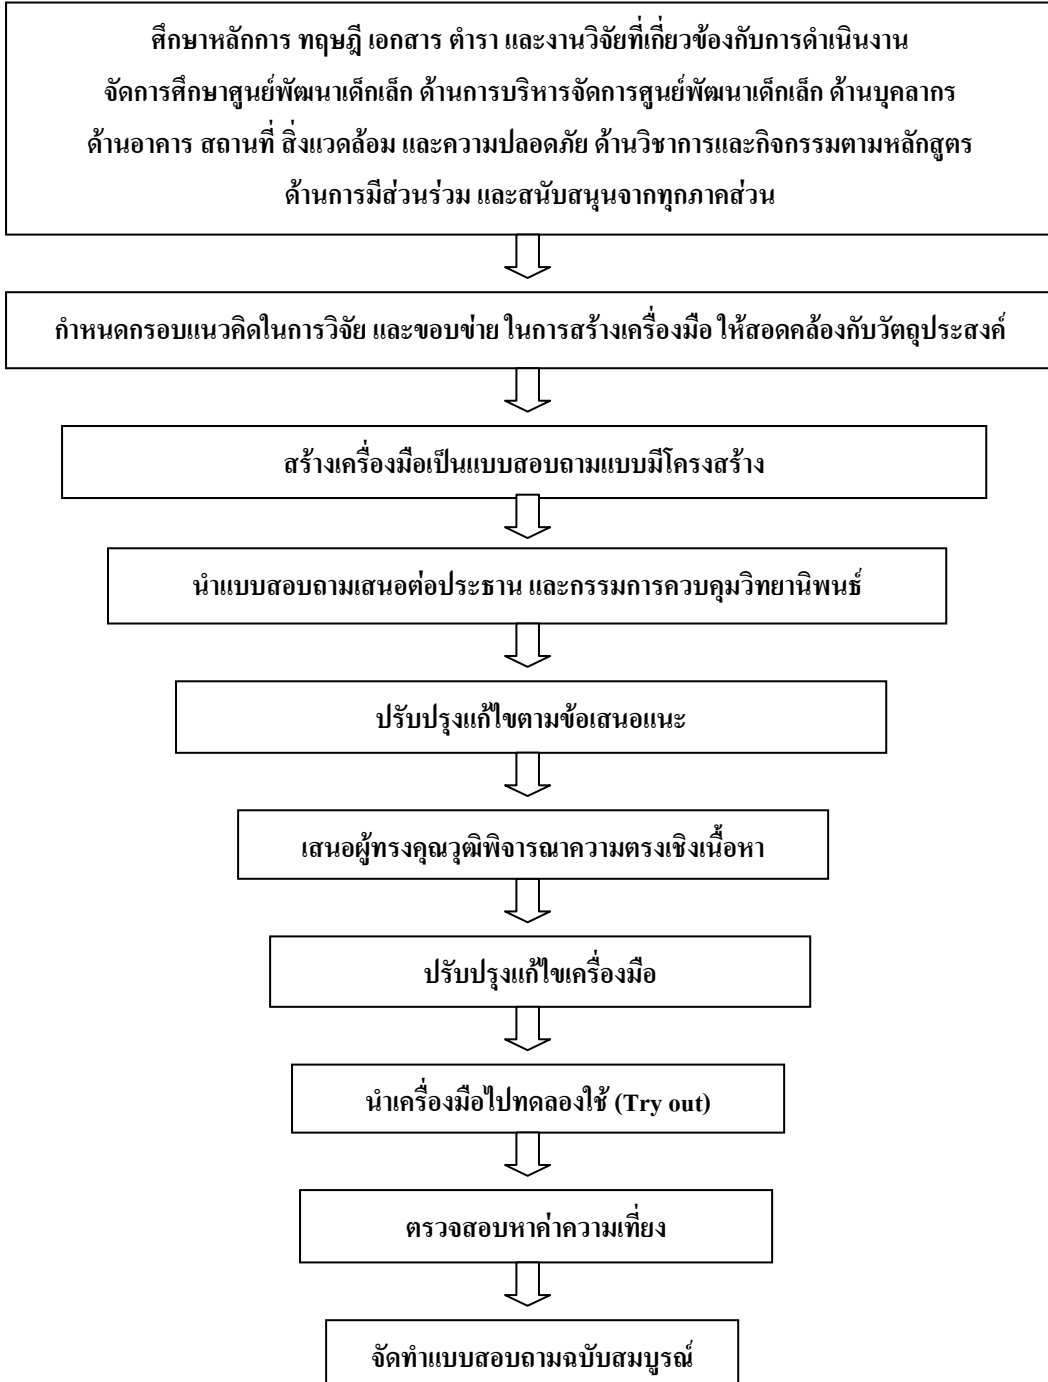 ศึกษาหลักการ ทฤษฎี เอกสาร ตำรา และงานวิจัยที่เกี่ยวข้องกับการดำเนินงาน
จัดการศึกษาศูนย์พัฒนาเด็กเล็ก ด้านการบริหารจัดการศูนย์พัฒนาเด็กเล็ก ด้านบุคลากร
ด้านอาคาร สถานที่ สิ่งแวดล้อม และความปลอดภัย ด้านวิชาการและกิจกรรมตามหลักสูตร
ด้านการมีส่วนร่วม และสนับสนุนจากทุกภาคส่วน
กำหนดกรอบแนวคิดในการวิจัย และขอบข่าย ในการสร้างเครื่องมือ ให้สอดคล้องกับวัตถุประสงค์
สร้างเครื่องมือเป็นแบบสอบถามแบบมีโครงสร้าง
นำแบบสอบถามเสนอต่อประธาน และกรรมการควบคุมวิทยานิพนธ์
ปรับปรุงแก้ไขตามข้อเสนอแนะ
เสนอผู้ทรงคุณวุฒิพิจารณาความตรงเชิงเนื้อหา
ปรับปรุงแก้ไขเครื่องมือ
นำเครื่องมือไปทดลองใช้ (Try out)
ตรวจสอบหาค่าความเที่ยง
จัดทำแบบสอบถามฉบับสมบูรณ์